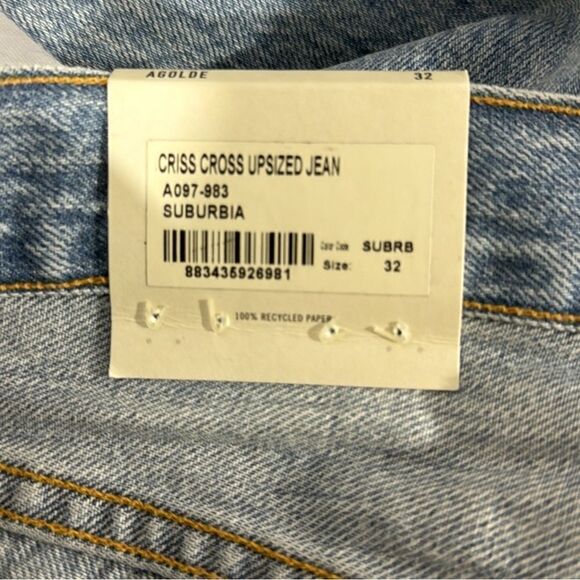 AGOLDE 32
CRISS CROSS UPSIZED JEAN
A097-983
SUBURBIA
Color Code: SUBRB
Size: 32
883435926981
100% RECYCLED PAPER